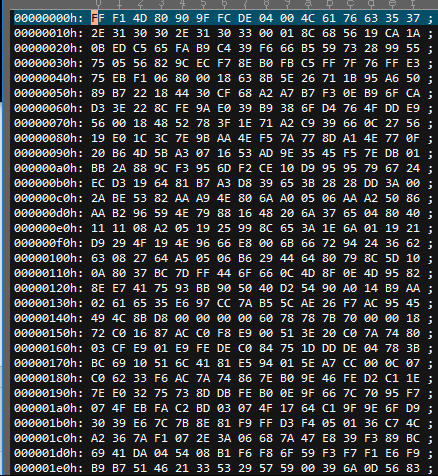 00000000h: FF F1 4D 80 90 9F FC DE 04 00 4C 61 76 63 35 37 ;
00000010h: 2E 31 30 30 2E 31 30 33 00 01 8C 68 56 19 CA 1A ;
00000020h: 0B ED C5 65 FA B9 C4 39 F6 66 B5 59 73 28 99 55 ;
00000030h: 75 05 56 82 9C EC F7 E8 B0 FB C5 FF 7F 76 FF E3 ;
00000040h: 75 EB F1 06 80 00 18 63 8B 5E 26 71 1B 95 A6 50 ;
00000050h: 89 B7 22 18 44 30 CF 68 A2 A7 B7 F3 0E B9 6F CA ;
00000060h: D3 3E 22 8C FE 9A E0 39 B9 38 6F D4 76 4F DD E9 ;
00000070h: 56 00 18 48 52 78 3F 1E 71 A2 C9 39 66 0C 27 56 ;
00000080h: 19 E0 1C 3C 7E 9B AA 4E F5 7A 77 8D A1 4E 77 0F ;
00000090h: 20 B6 4D 5B A3 07 16 53 AD 9E 35 45 F5 7E DB 01 ;
000000a0h: BB 2A 88 9C F3 95 6D F2 CE 10 D9 95 95 79 67 24 ;
000000b0h: EC D3 19 64 81 B7 A3 D8 39 65 3B 28 28 DD 3A 00 ;
000000c0h: 2A BE 53 82 AA A9 4E 80 6A A0 05 06 AA A2 50 86 ;
000000d0h: AA B2 96 59 4E 79 88 16 48 20 6A 37 65 04 80 40 ;
000000e0h: 11 11 08 A2 05 19 25 99 8C 65 3A 1E 6A 01 19 21 ;
000000f0h: D9 29 4F 19 4E 96 66 E8 00 6B 66 72 94 24 36 62 ;
00000100h: 63 08 27 64 A5 05 06 B6 29 44 64 80 79 8C 5D 10 ;
00000110h: 0A 80 37 BC 7D FF 44 6F 66 0C 4D 8F 0E 4D 95 82 ;
00000120h: 8E E7 41 75 93 BB 90 50 40 D2 54 90 A0 14 B9 AA ;
00000130h: 02 61 65 35 E6 97 CC 7A B5 5C AE 26 F7 AC 95 45 ;
00000140h: 49 4C 8B D8 00 00 00 00 60 78 78 7B 70 00 00 18 ;
00000150h: 72 C0 16 87 AC C0 F8 E9 00 51 3E 20 C0 7A 74 80 ;
00000160h: 03 CF E9 01 E9 FE DE C0 84 75 1D DD DE 04 78 3B ;
00000170h: BC 69 10 51 6C 41 81 E5 94 01 5E A7 CC 00 0C 07 ;
00000180h: C0 62 33 F6 AC 7A 74 86 7E B0 9E 46 FE D2 C1 1E ;
00000190h: 7E E0 32 75 73 8D DB FE B0 0E 9F 66 7C 70 95 F7 ;
000001a0h: 07 4F EB FA C2 BD 03 07 4F 17 64 C1 9F 9E 6F D9 ;
000001b0h: 30 39 E6 7C 7B 8E 81 F9 FF D3 F4 05 01 36 C7 4C ;
000001c0h: A2 36 7A F1 07 2E 3A 06 68 7A 47 E8 39 F3 89 BC ;
000001d0h: 69 41 DA 04 54 08 B1 F6 F8 6F 59 F3 F7 F1 E6 F9 ;
000001e0h: B9 B7 51 46 21 33 53 29 57 59 00 39 6A 0D 56 83 ;